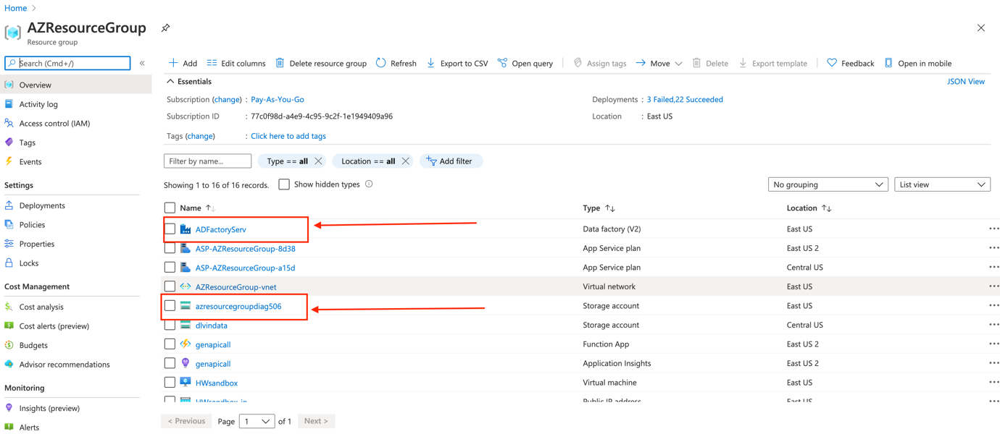 Home >
AZResourceGroup
Resource group
Search (Cmd+/)
«
Overview
Activity log
Access control (IAM)
Tags
Events
Settings
Deployments
Policies
Properties
Locks
Cost Management
Cost analysis
Cost alerts (preview)
Budgets
Advisor recommendations
Monitoring
Insights (preview)
Alerts
Add Edit columns Delete resource group Refresh Export to CSV Open query Assign tags Move Delete Export template Feedback Open in mobile
Essentials JSON View
Subscription (change) : Pay-As-You-Go Deployments : 3 Failed,22 Succeeded
Subscription ID : 77c0f98d-a4e9-4c95-9c2f-1e1949409a96 Location : East US
Tags (change) : Click here to add tags
Filter by name... Type == all Location == all Add filter
Showing 1 to 16 of 16 records. Show hidden types No grouping List view
Name Type Location
ADFactoryServ Data factory (V2) East US
ASP-AZResourceGroup-8d38 App Service plan East US 2
ASP-AZResourceGroup-a15d App Service plan Central US
AZResourceGroup-vnet Virtual network East US
azresourcegroupdiag506 Storage account East US
dlvindata Storage account Central US
genapicall Function App East US 2
genapicall Application Insights East US 2
HWsandbox Virtual machine East US
HWsandbox-ip Public IP address East US
< Previous Page 1 of 1 Next >